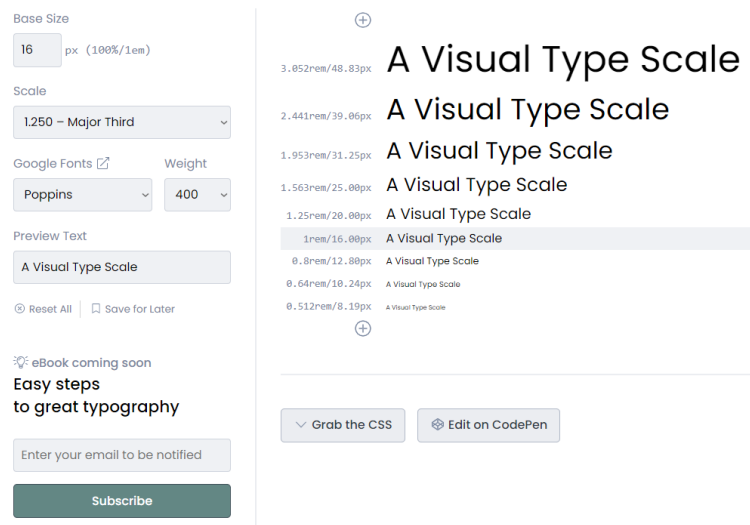 Base Size
16
px (100%/1em)
Scale
1.250 – Major Third
Google Fonts
Weight
Poppins
400
Preview Text
A Visual Type Scale
Reset All
Save for Later
eBook coming soon
Easy steps
to great typography
Enter your email to be notified
Subscribe
3.052rem/48.83px A Visual Type Scale
2.441rem/39.06px A Visual Type Scale
1.953rem/31.25px A Visual Type Scale
1.563rem/25.00px A Visual Type Scale
1.25rem/20.00px A Visual Type Scale
1rem/16.00px A Visual Type Scale
0.8rem/12.80px A Visual Type Scale
0.64rem/10.24px A Visual Type Scale
0.512rem/8.19px A Visual Type Scale
Grab the CSS
Edit on CodePen